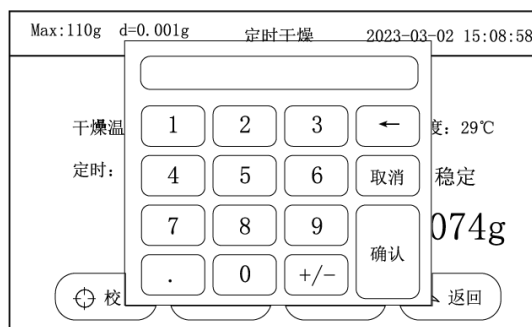 Max:110g d=0.001g 定时干燥 2023-03-02 15:08:58
干燥温 1 2 3 ← 度: 29℃
定时: 4 5 6 取消 稳定
7 8 9 确认 074g
. 0 +/−
校 返回